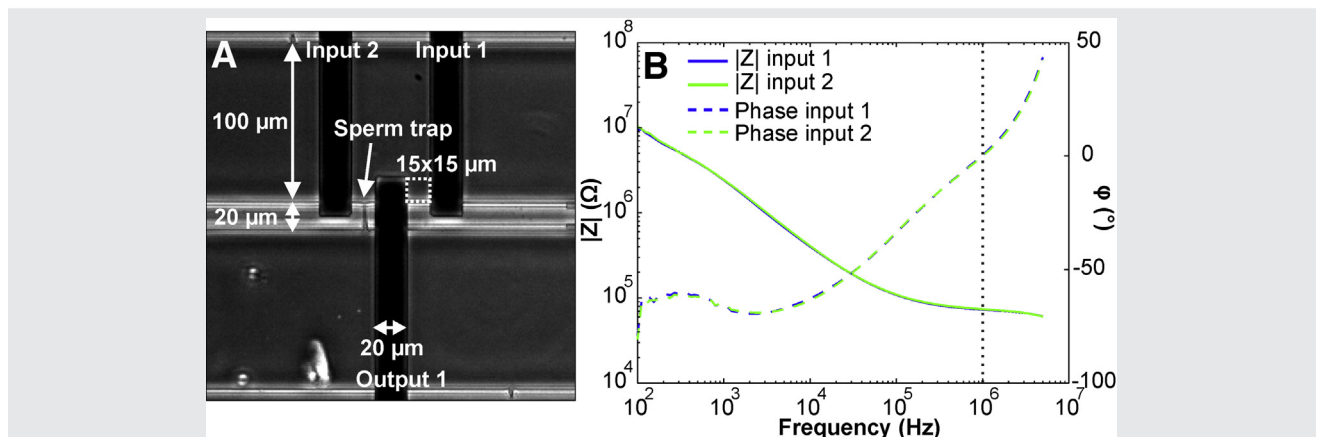 A
Input 2
Input 1
100 µm
Sperm trap
15x15 µm
20 µm
20 µm
Output 1
B
|Z| input 1
|Z| input 2
Phase input 1
Phase input 2
|Z| (Ω)
10^8
10^7
10^6
10^5
10^4
50
0
-50
-100
φ (°)
10^2 10^3 10^4 10^5 10^6 10^7
Frequency (Hz)